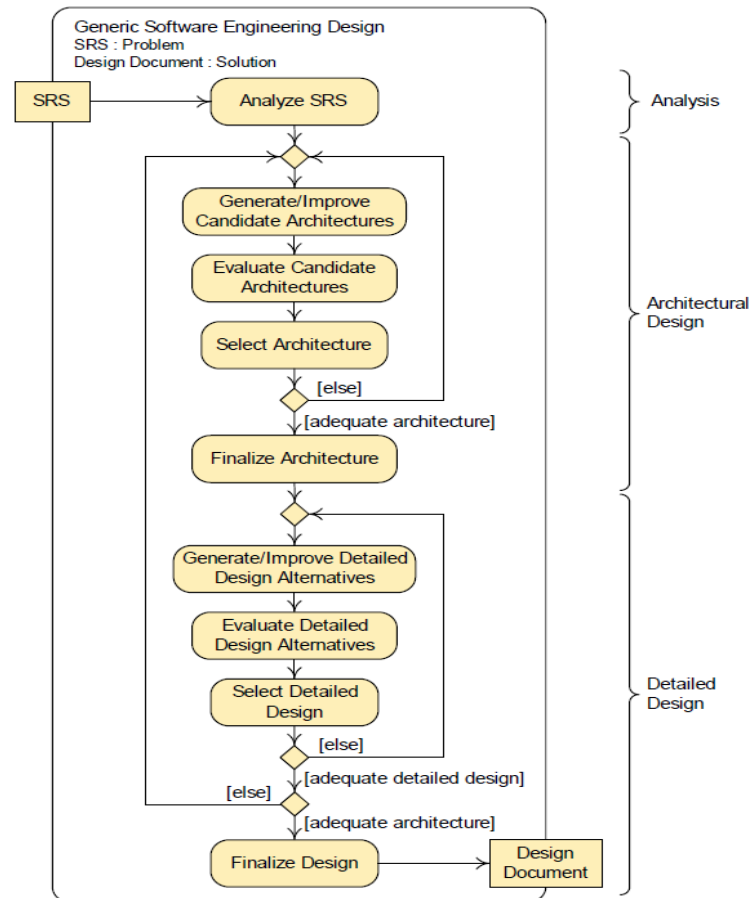 Generic Software Engineering Design
SRS : Problem
Design Document : Solution
SRS
Analyze SRS
Analysis
Generate/Improve
Candidate Architectures
Evaluate Candidate
Architectures
Architectural
Design
Select Architecture
[else]
[adequate architecture]
Finalize Architecture
Generate/Improve Detailed
Design Alternatives
Evaluate Detailed
Design Alternatives
Select Detailed
Design
Detailed
Design
[else]
[adequate detailed design]
[else]
[adequate architecture]
Finalize Design
Design
Document